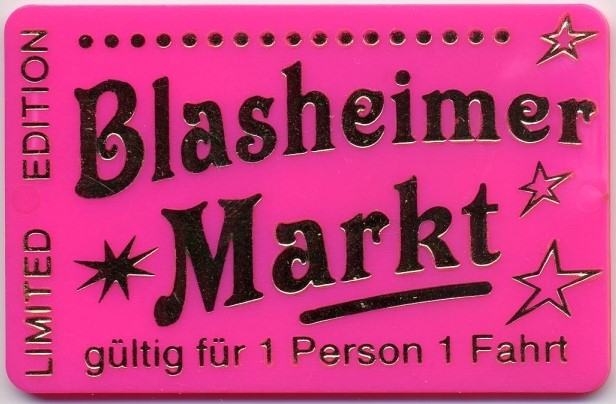 LIMITED EDITION
Blasheimer
Markt
gültig für 1 Person 1 Fahrt